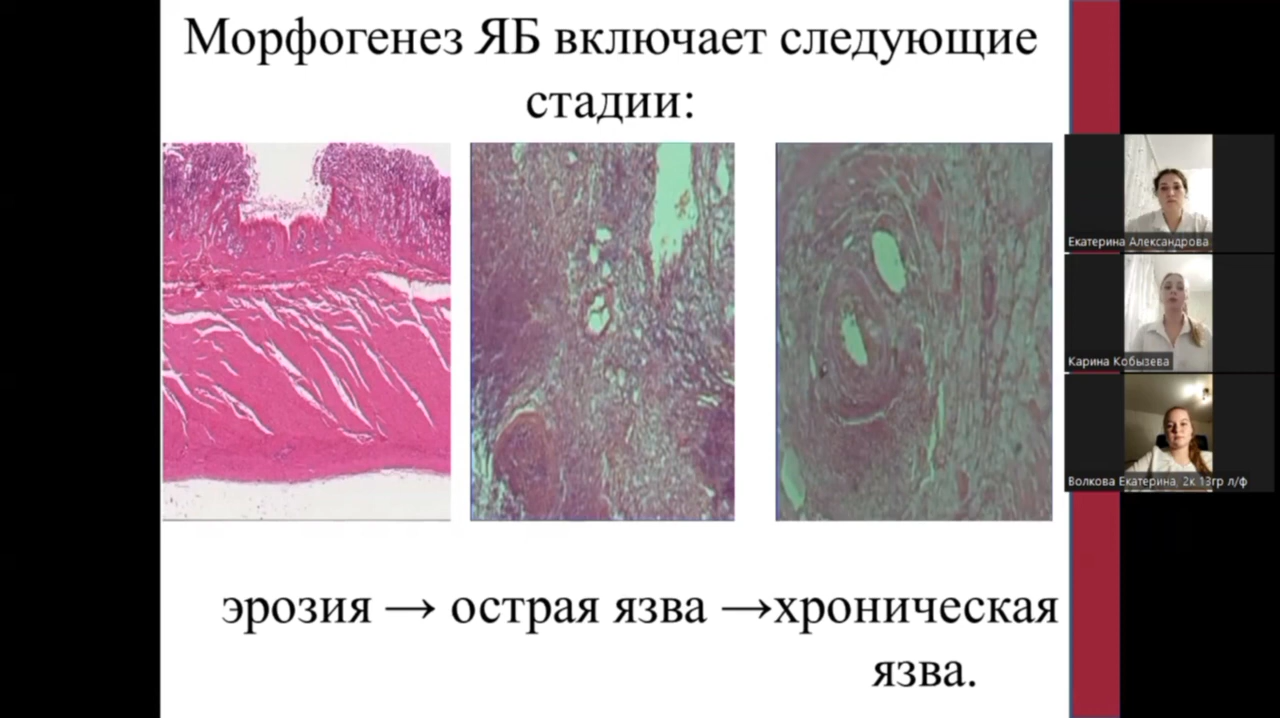 Морфогенез ЯБ включает следующие
стадии:
эрозия → острая язва →хроническая
язва.
Екатерина Александрова
Карина Кобызева
Волкова Екатерина, 2к 13гр л/ф